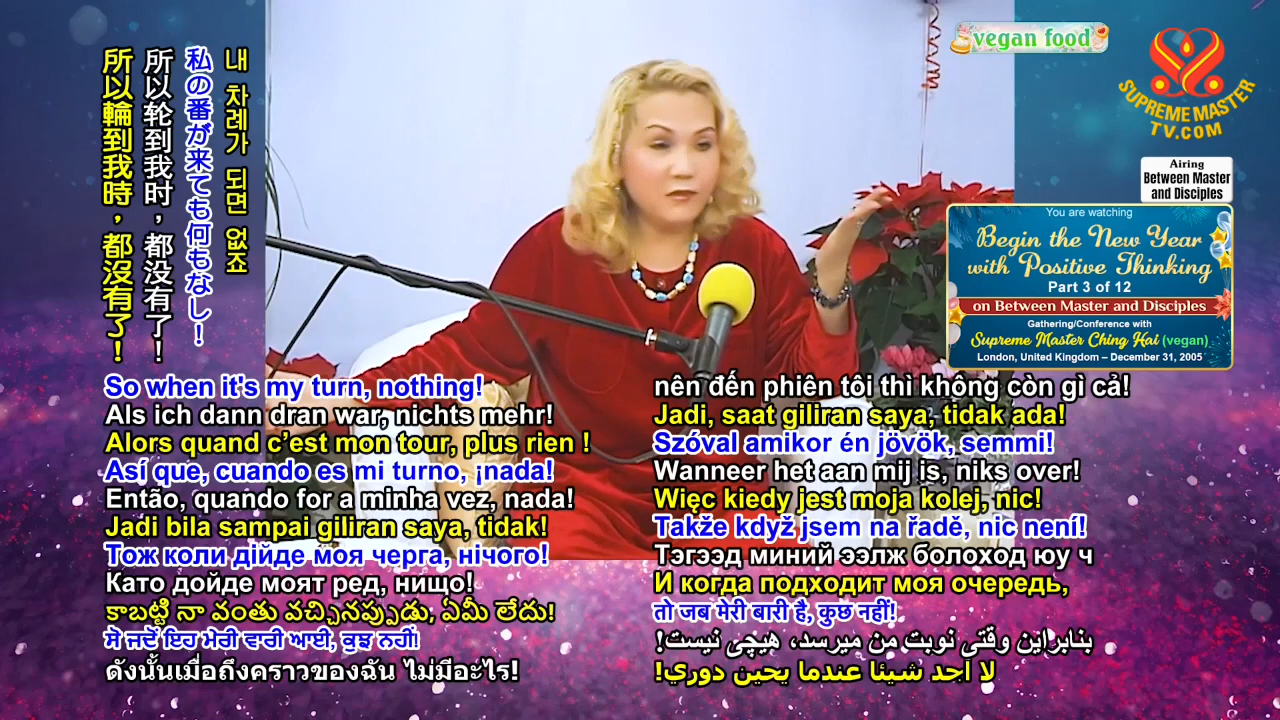 내 차례가 되면 없죠
私の番が来ても何もなし!
所以轮到我时，都没有了！
所以輪到我時，都沒有了！
vegan food
SUPREME MASTER
TV.COM
Airing
Between Master
and Disciples
You are watching
Begin the New Year
with Positive Thinking
Part 3 of 12
on Between Master and Disciples
Gathering/Conference with
Supreme Master Ching Hai (vegan)
London, United Kingdom – December 31, 2005
So when it's my turn, nothing!
Als ich dann dran war, nichts mehr!
Alors quand c’est mon tour, plus rien !
Así que, cuando es mi turno, ¡nada!
Então, quando for a minha vez, nada!
Jadi bila sampai giliran saya, tidak!
Тож коли дійде моя черга, нічого!
Като дойде моят ред, нищо!
కాబట్టి నా వంతు వచ్చినప్పుడు, ఏమీ లేదు!
ਸੋ ਜਦੋਂ ਇਹ ਮੇਰੀ ਵਾਰੀ ਆਈ, ਕੁਝ ਨਹੀਂ!
ดังนั้นเมื่อถึงคราวของฉัน ไม่มีอะไร!
nên đến phiên tôi thì không còn gì cả!
Jadi, saat giliran saya, tidak ada!
Szóval amikor én jövök, semmi!
Wanneer het aan mij is, niks over!
Więc kiedy jest moja kolej, nic!
Takže když jsem na řadě, nic není!
Тэгээд миний ээлж болоход юу ч
И когда подходит моя очередь,
तो जब मेरी बारी है, कुछ नहीं!
بنابراین وقتی نوبت من میرسد، هیچی نیست!
لا أجد شيئا عندما يحين دوري!